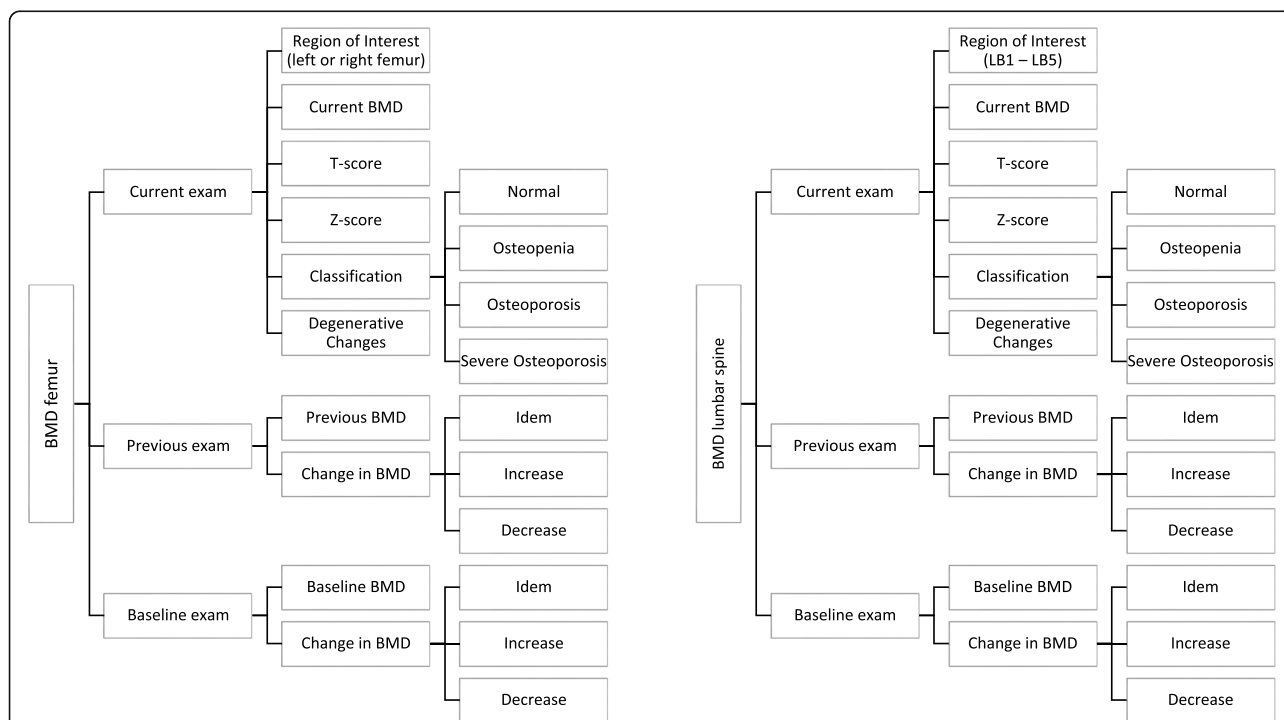 BMD femur
Current exam
Region of Interest
(left or right femur)
Current BMD
T-score
Z-score
Classification
Normal
Osteopenia
Osteoporosis
Severe Osteoporosis
Degenerative
Changes
Previous exam
Previous BMD
Change in BMD
Idem
Increase
Decrease
Baseline exam
Baseline BMD
Change in BMD
Idem
Increase
Decrease
BMD lumbar spine
Current exam
Region of Interest
(LB1 – LB5)
Current BMD
T-score
Z-score
Classification
Normal
Osteopenia
Osteoporosis
Severe Osteoporosis
Degenerative
Changes
Previous exam
Previous BMD
Change in BMD
Idem
Increase
Decrease
Baseline exam
Baseline BMD
Change in BMD
Idem
Increase
Decrease